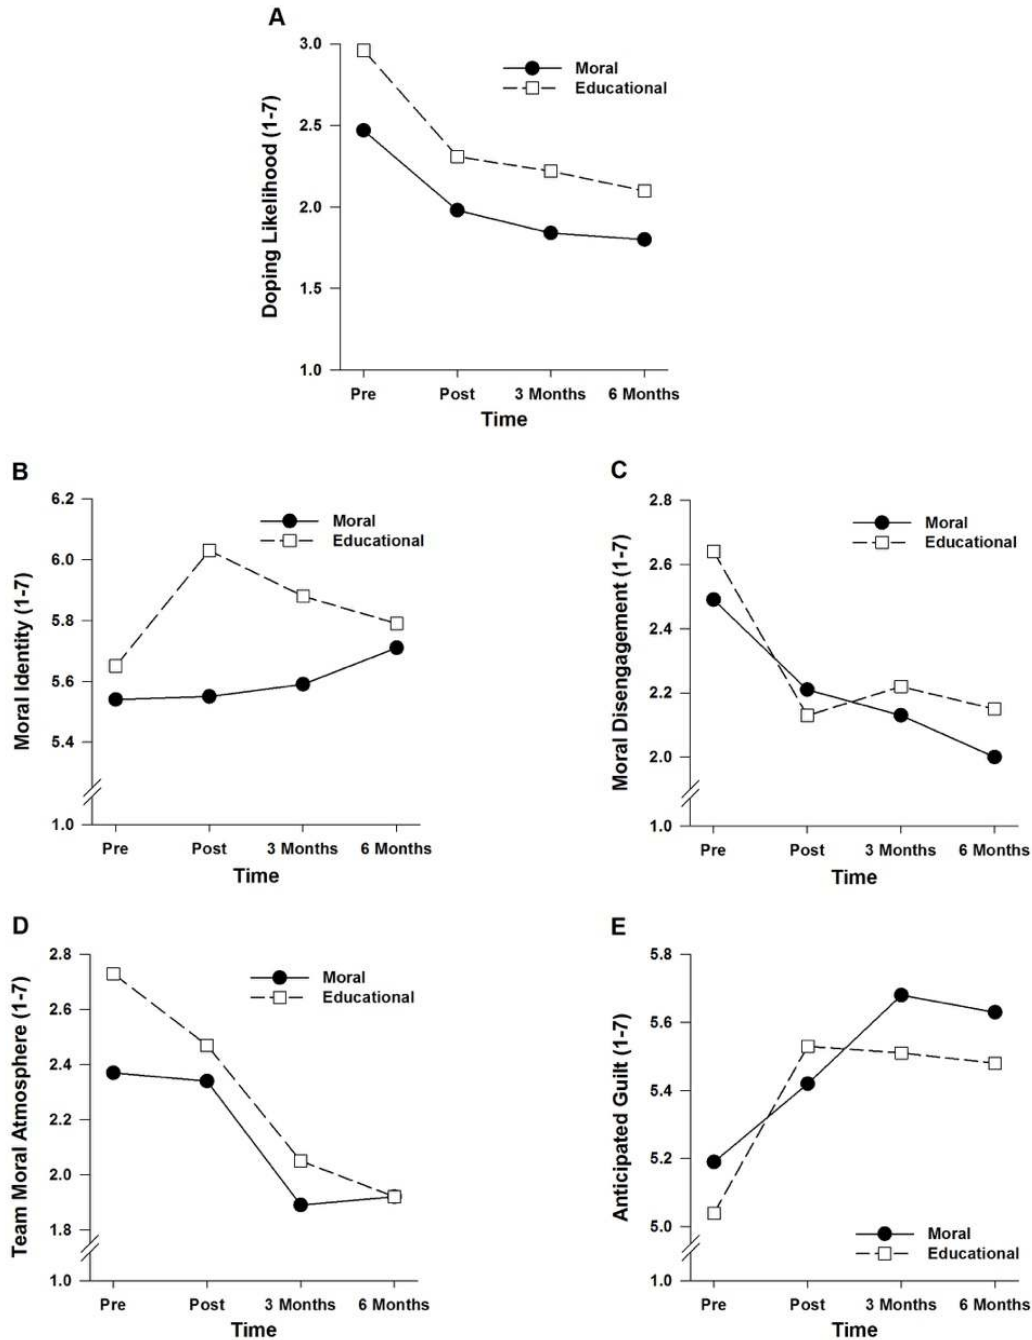 A
Doping Likelihood (1-7)
3.0
2.5
2.0
1.5
1.0
Moral
Educational
Pre Post 3 Months 6 Months
Time
B
Moral Identity (1-7)
6.2
6.0
5.8
5.6
5.4
1.0
Moral
Educational
Pre Post 3 Months 6 Months
Time
C
Moral Disengagement (1-7)
2.8
2.6
2.4
2.2
2.0
1.0
Moral
Educational
Pre Post 3 Months 6 Months
Time
D
Team Moral Atmosphere (1-7)
2.8
2.6
2.4
2.2
2.0
1.8
1.0
Moral
Educational
Pre Post 3 Months 6 Months
Time
E
Anticipated Guilt (1-7)
5.8
5.6
5.4
5.2
5.0
1.0
Moral
Educational
Pre Post 3 Months 6 Months
Time